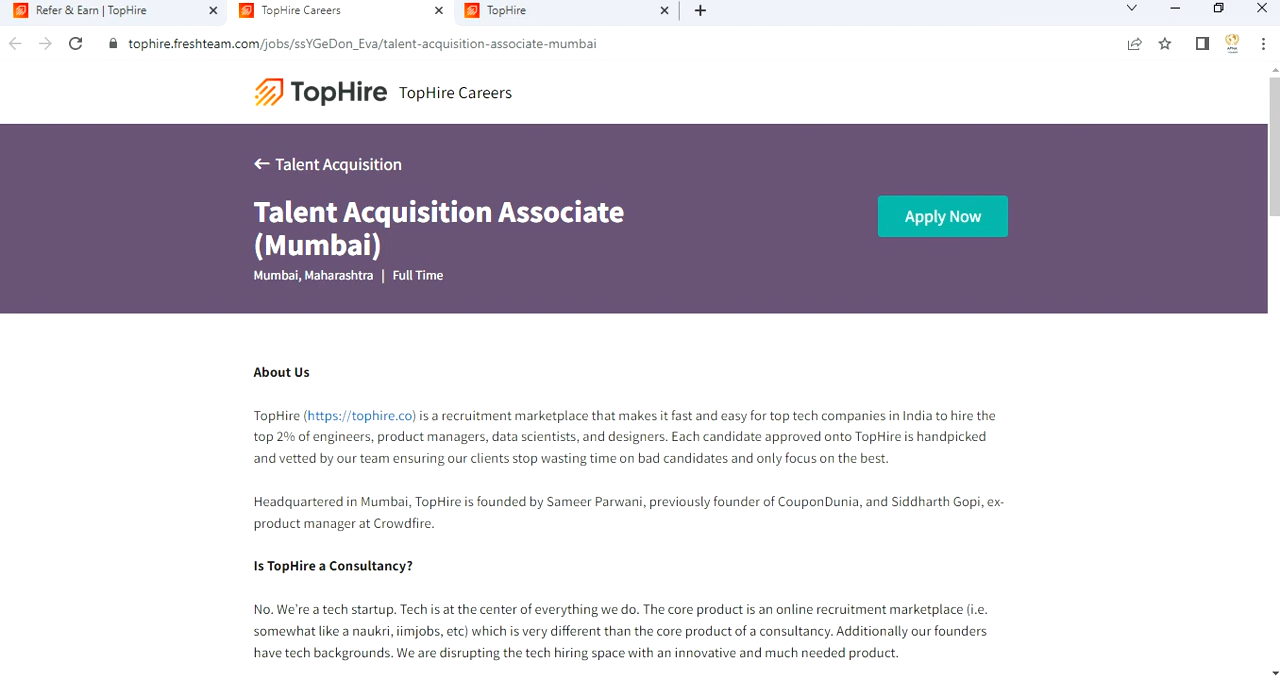 Refer & Earn | TopHire
TopHire Careers
TopHire
tophire.freshteam.com/jobs/ssYGeDon_Eva/talent-acquisition-associate-mumbai
TopHire TopHire Careers
← Talent Acquisition
Talent Acquisition Associate
(Mumbai)
Mumbai, Maharashtra | Full Time
Apply Now
About Us
TopHire (https://tophire.co) is a recruitment marketplace that makes it fast and easy for top tech companies in India to hire the
top 2% of engineers, product managers, data scientists, and designers. Each candidate approved onto TopHire is handpicked
and vetted by our team ensuring our clients stop wasting time on bad candidates and only focus on the best.
Headquartered in Mumbai, TopHire is founded by Sameer Parwani, previously founder of CouponDunia, and Siddharth Gopi, ex-
product manager at Crowdfire.
Is TopHire a Consultancy?
No. We're a tech startup. Tech is at the center of everything we do. The core product is an online recruitment marketplace (i.e.
somewhat like a naukri, iimjobs, etc) which is very different than the core product of a consultancy. Additionally our founders
have tech backgrounds. We are disrupting the tech hiring space with an innovative and much needed product.